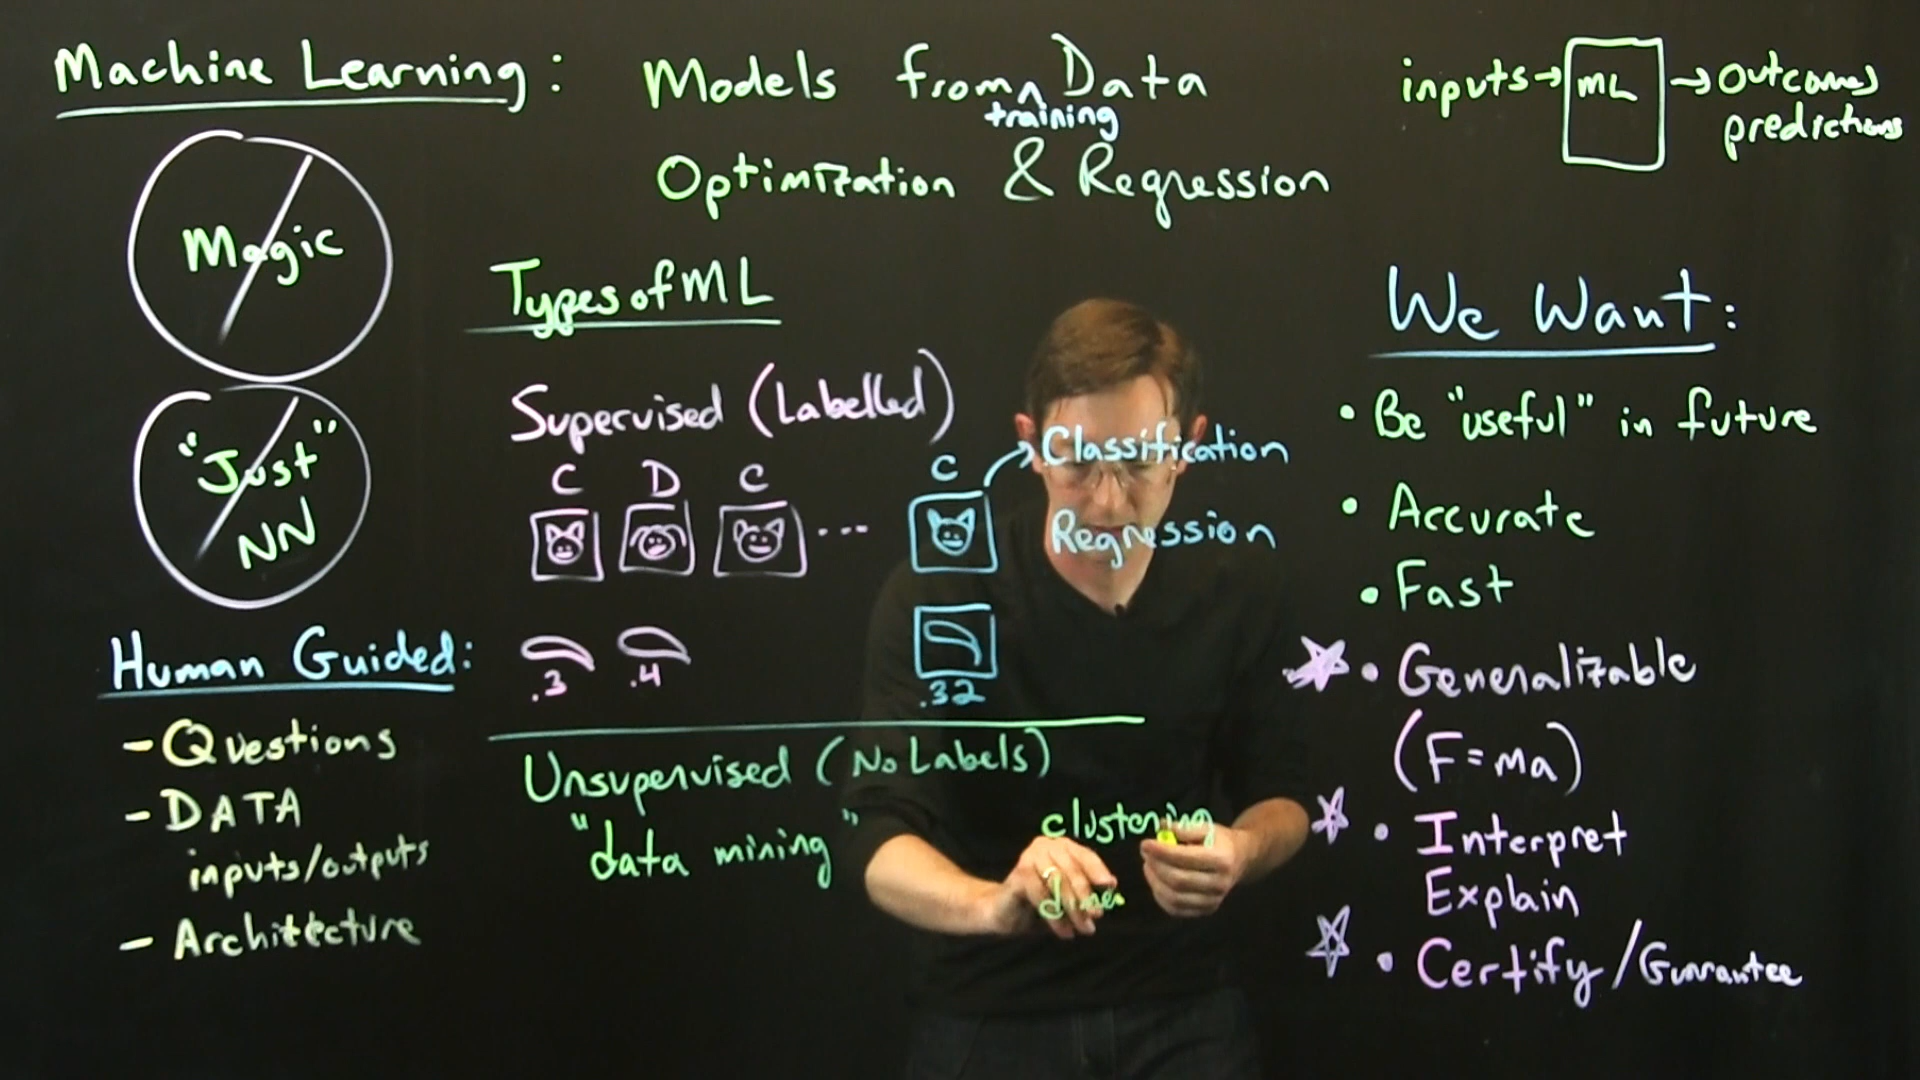 Machine Learning: Models from ^ Data
training
Optimization & Regression
inputs → ML → outcomes
predictions
Magic
"Just"
NN
Human Guided:
- Questions
- DATA
inputs/outputs
- Architecture
Types of ML
Supervised (Labelled)
C D C ... C → Classification
Regression
.3 .4 .32
Unsupervised (No Labels)
"data mining"
clustering
We Want:
• Be "useful" in future
• Accurate
• Fast
• Generalizable
(F=ma)
• Interpret
Explain
• Certify/Guarantee